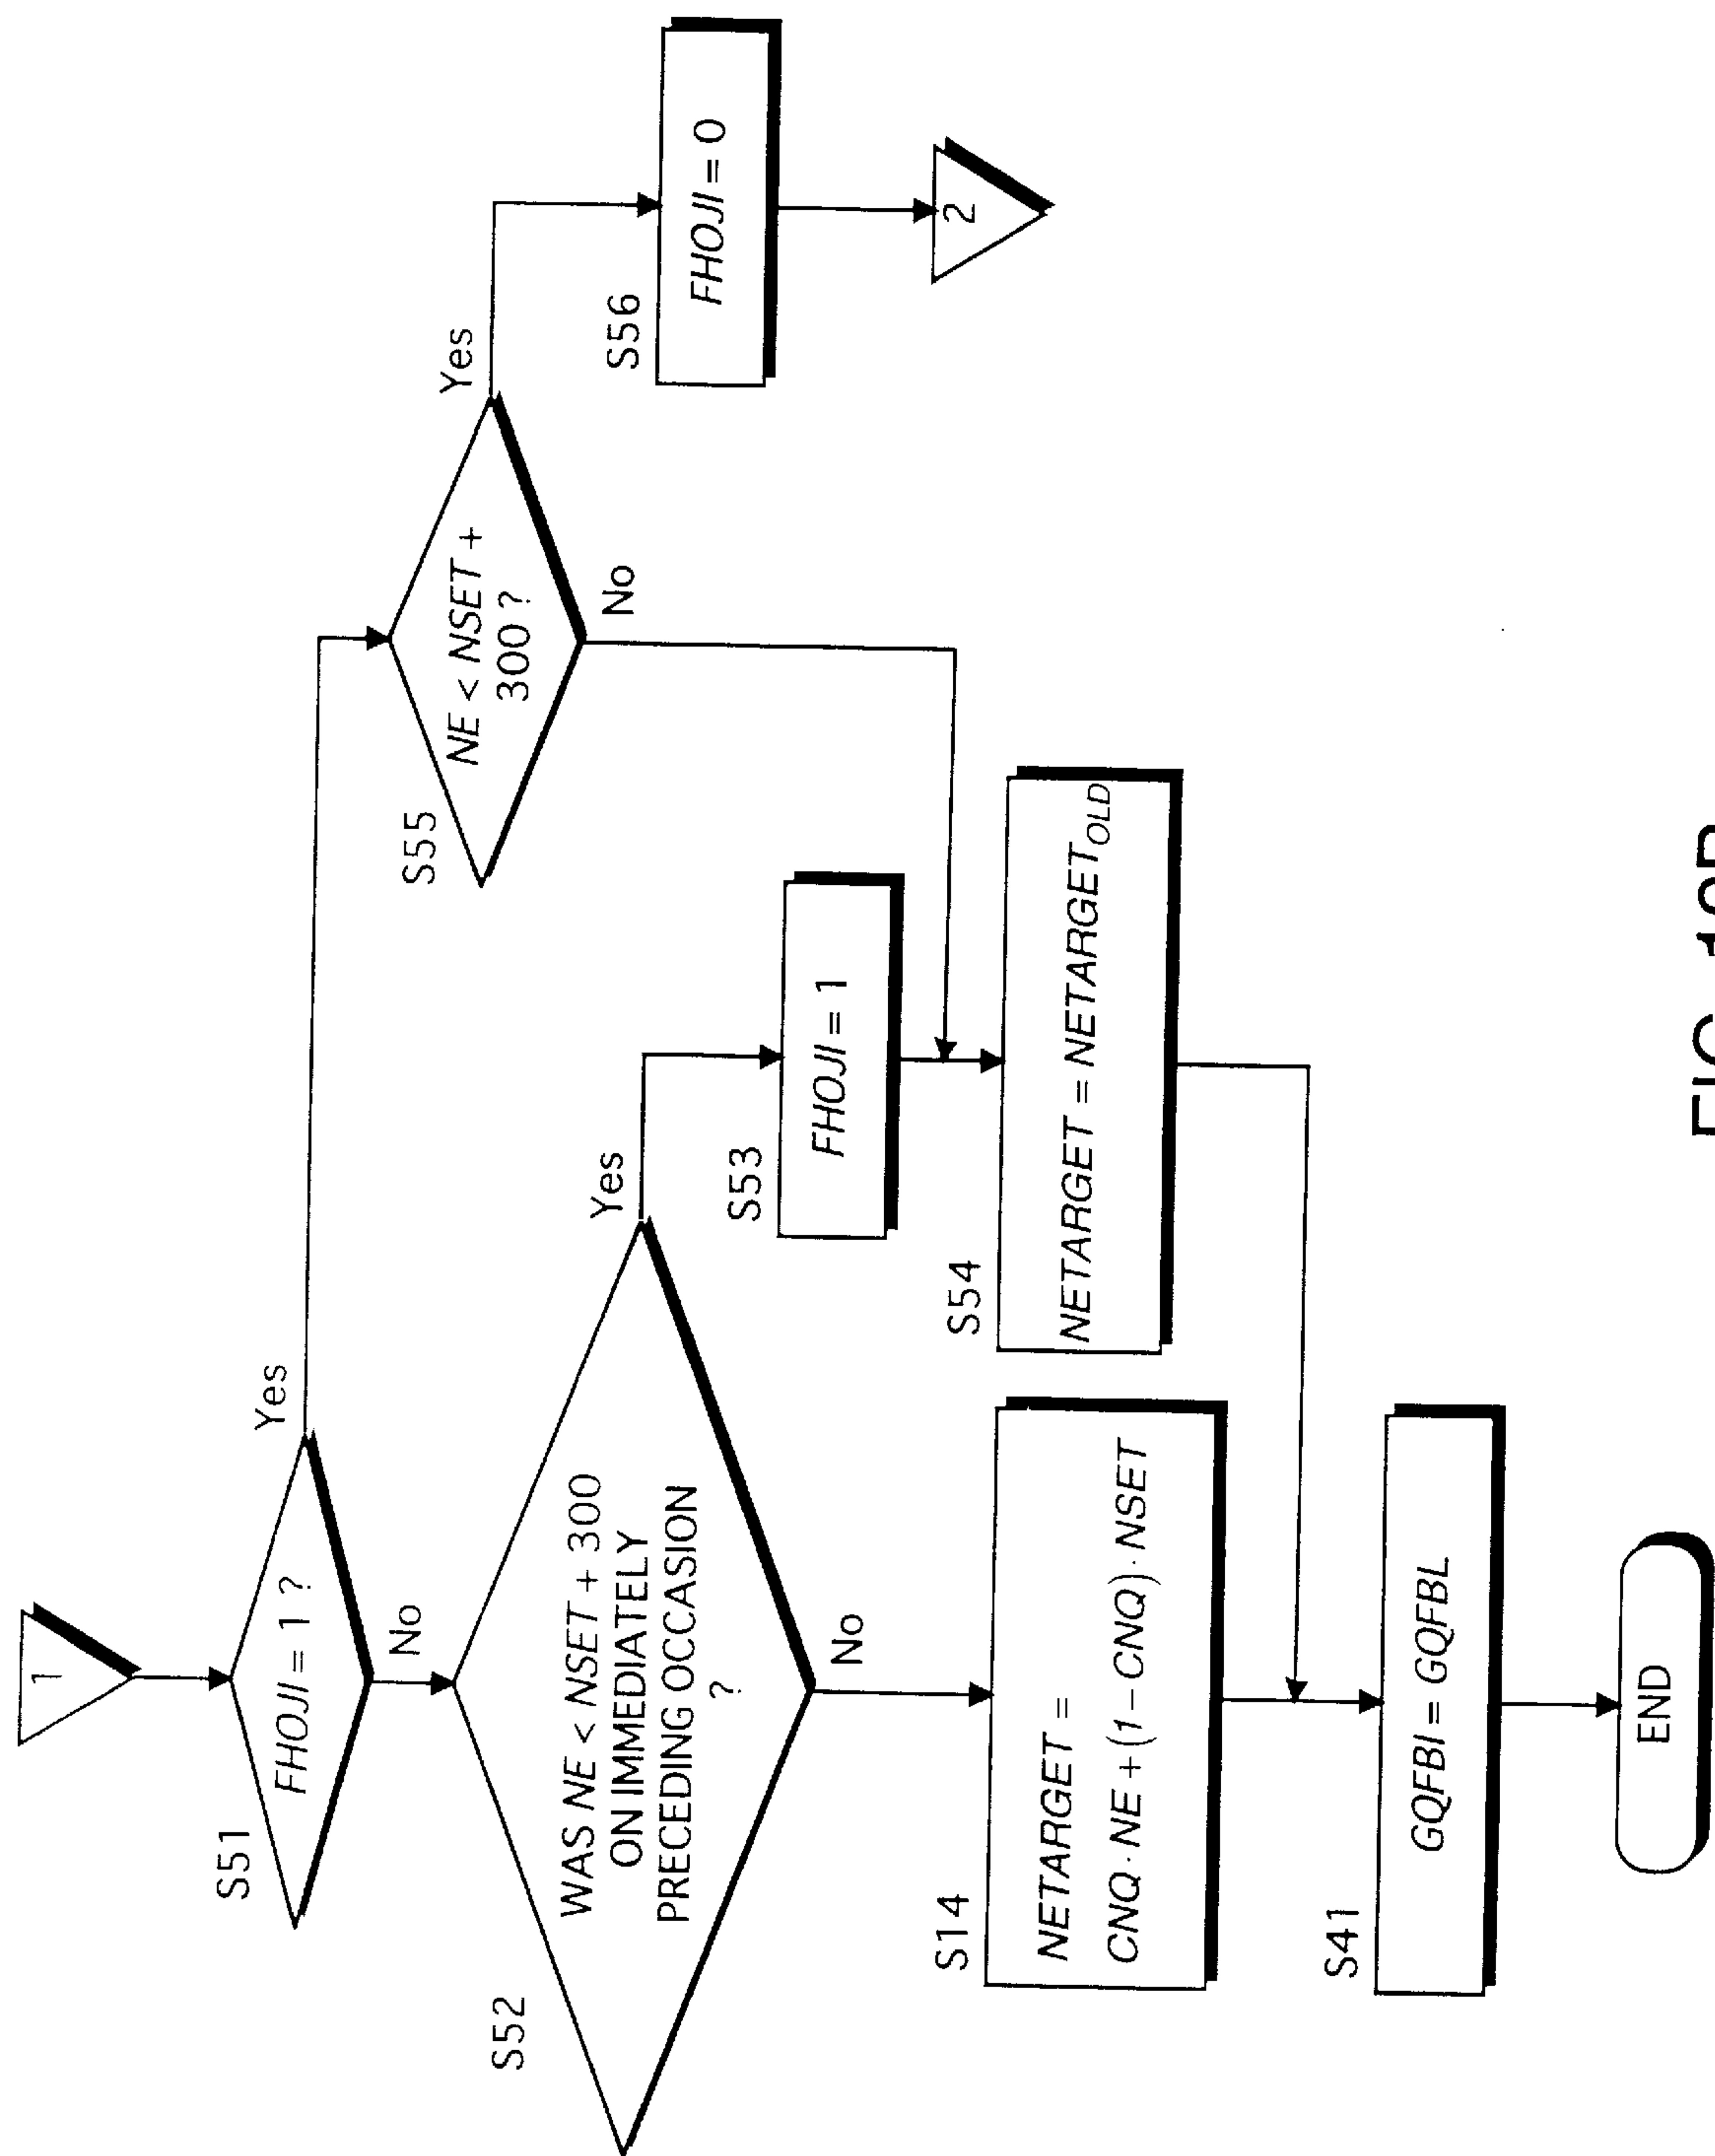 1
S51
FHOJI = 1 ?
Yes
No
S52
WAS NE < NSET + 300
ON IMMEDIATELY
PRECEDING OCCASION
?
Yes
No
S53
FHOJI = 1
S54
NETARGET = NETARGET OLD
S55
NE < NSET +
300 ?
Yes
No
S56
FHOJI = 0
2
S14
NETARGET =
CNQ · NE + (1 – CNQ) · NSET
S41
GQFBI = GQFBL
END